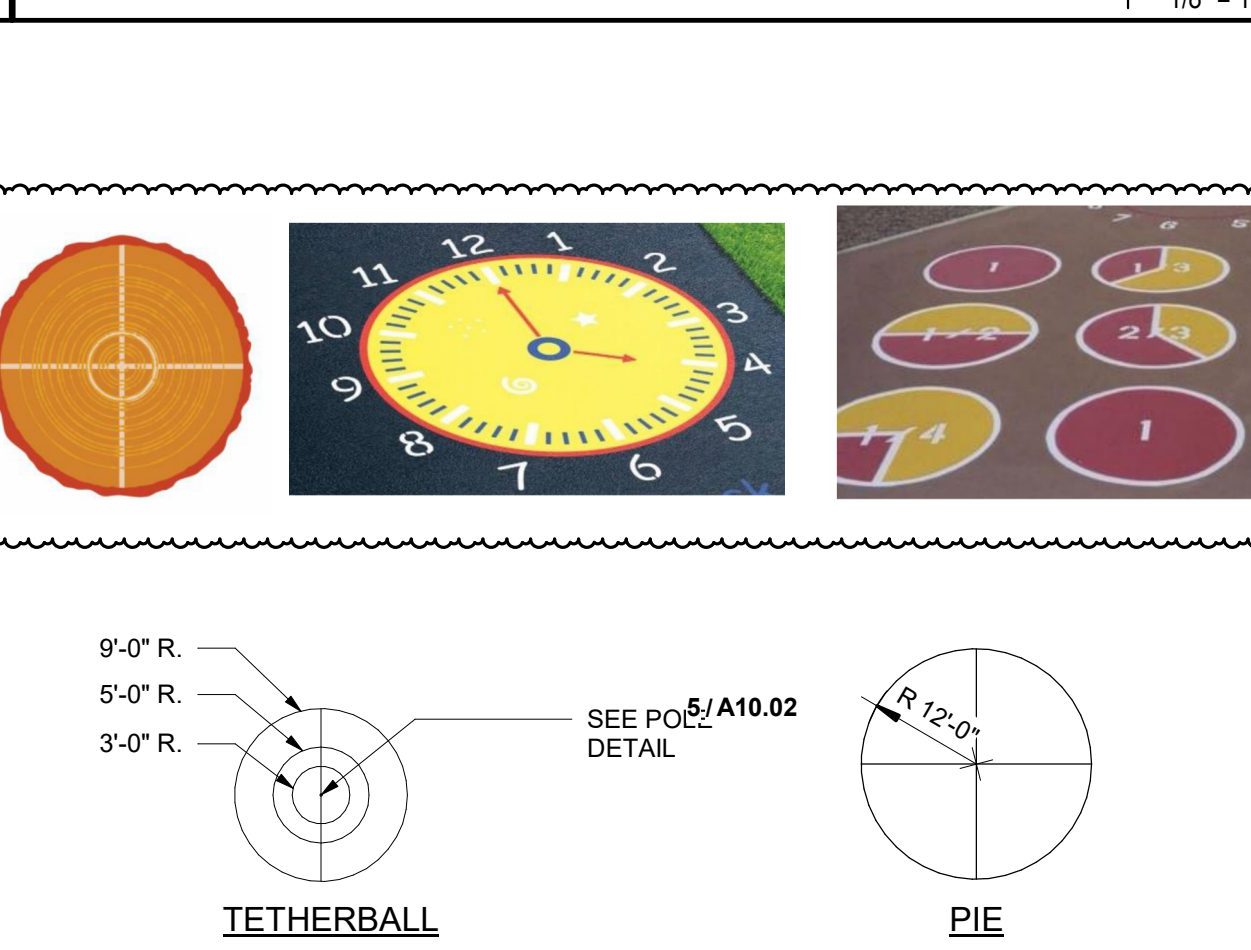 12 1
11 2
10 3
9 4
8 5
7 6
7 6 5
1 1 3
1/2 2/3
1/4 1
9'-0" R.
5'-0" R.
3'-0" R.
SEE POLE 5 / A10.02
DETAIL
R 12'-0"
TETHERBALL PIE